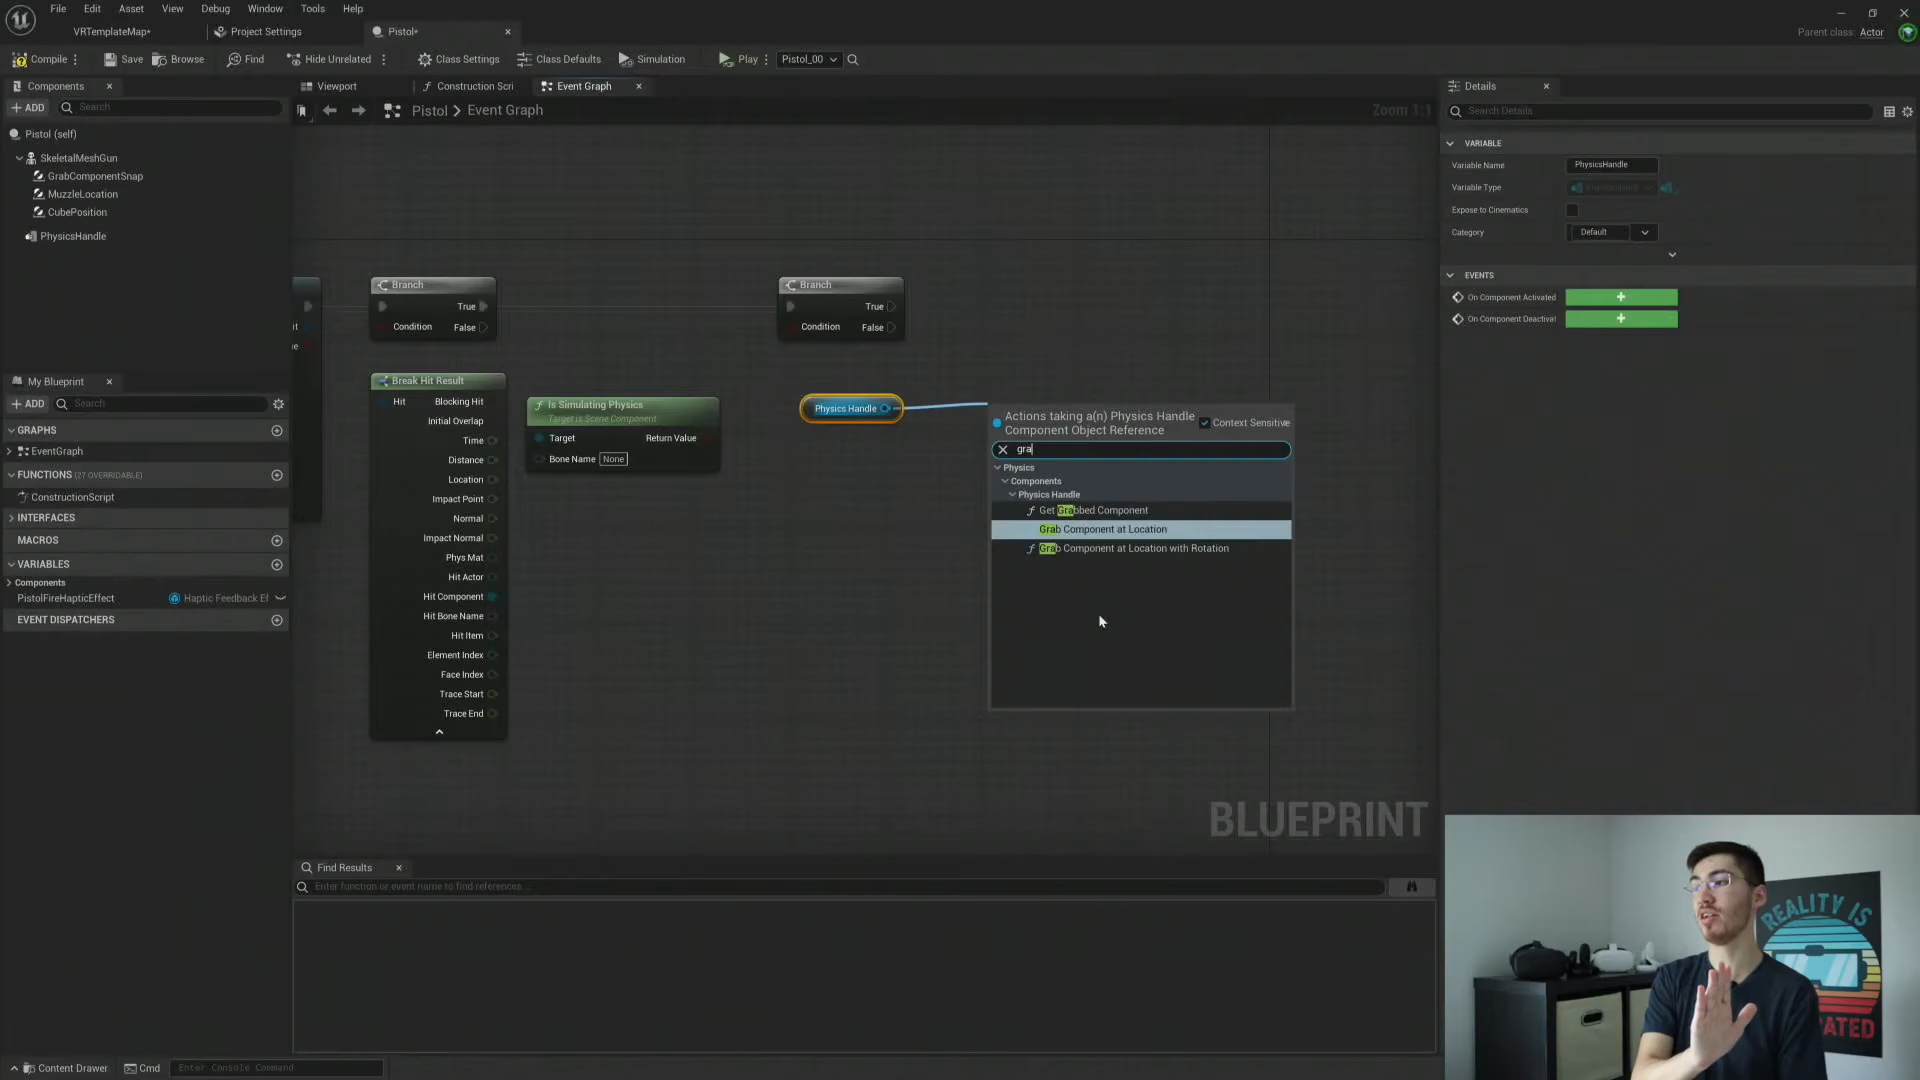 File Edit View Asset Debug Window Tools Help
VRTemplateMap*
Project Settings
Pistol*
Parent class: Actor
Compile
Save
Browse
Find
Hide Unrelated
Class Settings
Class Defaults
Simulation
Play
Pistol_00
Components
ADD
Search
Pistol (self)
SkeletalMeshGun
GrabComponentSnap
MuzzleLocation
CubePosition
PhysicsHandle
My Blueprint
ADD
Search
GRAPHS
EventGraph
FUNCTIONS (27 OVERRIDABLE)
ConstructionScript
INTERFACES
MACROS
VARIABLES
Components
PistolFireHapticEffect
Haptic Feedback Ef
EVENT DISPATCHERS
Viewport
Construction Scri
Event Graph
Pistol > Event Graph
Zoom 1:1
Branch
True
Condition
False
Branch
True
Condition
False
Break Hit Result
Hit
Blocking Hit
Initial Overlap
Time
Distance
Location
Impact Point
Normal
Impact Normal
Phys Mat
Hit Actor
Hit Component
Hit Bone Name
Hit Item
Element Index
Face Index
Trace Start
Trace End
Is Simulating Physics
Target is Scene Component
Target
Return Value
Bone Name
None
Physics Handle
Actions taking a(n) Physics Handle
Component Object Reference
Context Sensitive
gra
Physics
Components
Physics Handle
Get Grabbed Component
Grab Component at Location
Grab Component at Location with Rotation
BLUEPRINT
Find Results
Enter function or event name to find references...
Content Drawer
Cmd
Enter Console Command
Details
Search Details
VARIABLE
Variable Name
PhysicsHandle
Variable Type
Expose to Cinematics
Category
Default
EVENTS
On Component Activated
On Component Deactivat
REALITY IS